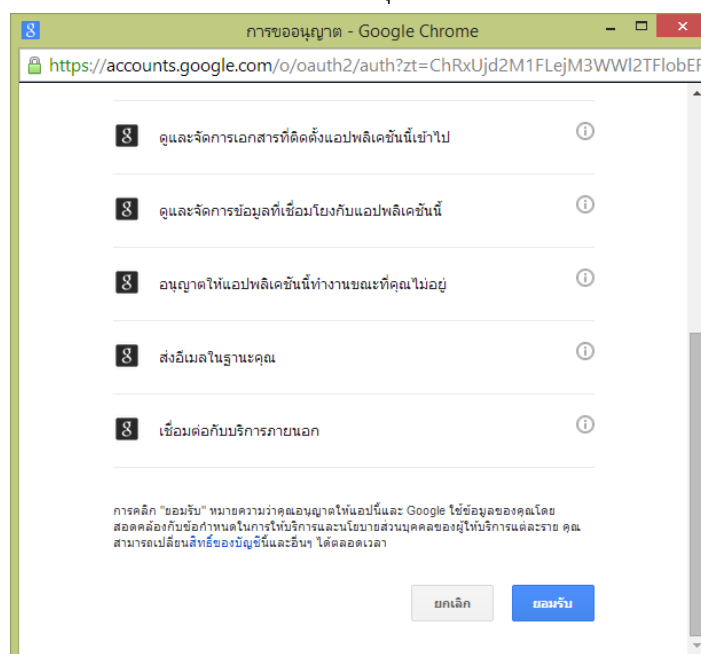 การขออนุญาต - Google Chrome
https://accounts.google.com/o/oauth2/auth?zt=ChRxUjd2M1FLejM3WWl2TFlobEF
ดูและจัดการเอกสารที่ติดตั้งแอปพลิเคชันนี้เข้าไป
ดูและจัดการข้อมูลที่เชื่อมโยงกับแอปพลิเคชันนี้
อนุญาตให้แอปพลิเคชันนี้ทำงานขณะที่คุณไม่อยู่
ส่งอีเมลในฐานะคุณ
เชื่อมต่อกับบริการภายนอก
การคลิก "ยอมรับ" หมายความว่าคุณอนุญาตให้แอปนี้และ Google ใช้ข้อมูลของคุณโดย
สอดคล้องกับข้อกำหนดในการให้บริการและนโยบายส่วนบุคคลของผู้ให้บริการแต่ละราย คุณ
สามารถเปลี่ยนสิทธิ์ของบัญชีนี้และอื่นๆ ได้ตลอดเวลา
ยกเลิก ยอมรับ